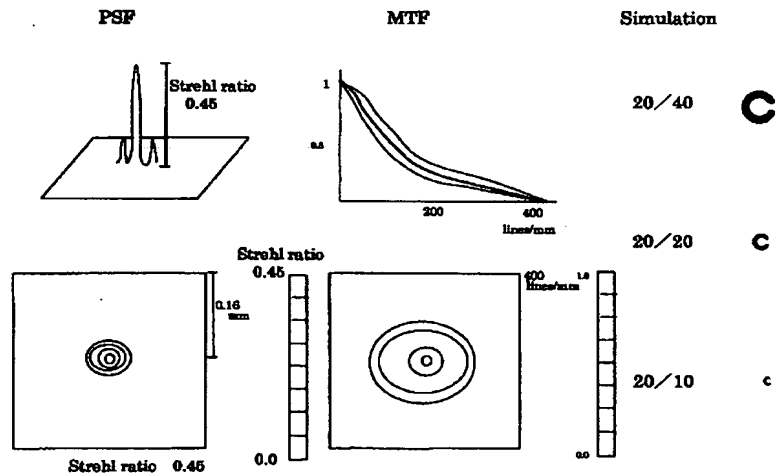 PSF
MTF
Simulation
Strehl ratio
0.45
1
0.5
200
400
lines/mm
20/40
C
20/20
C
Strehl ratio
0.45
0.0
0.16
mm
Strehl ratio 0.45
400
lines/mm
1.0
0.0
20/10
C